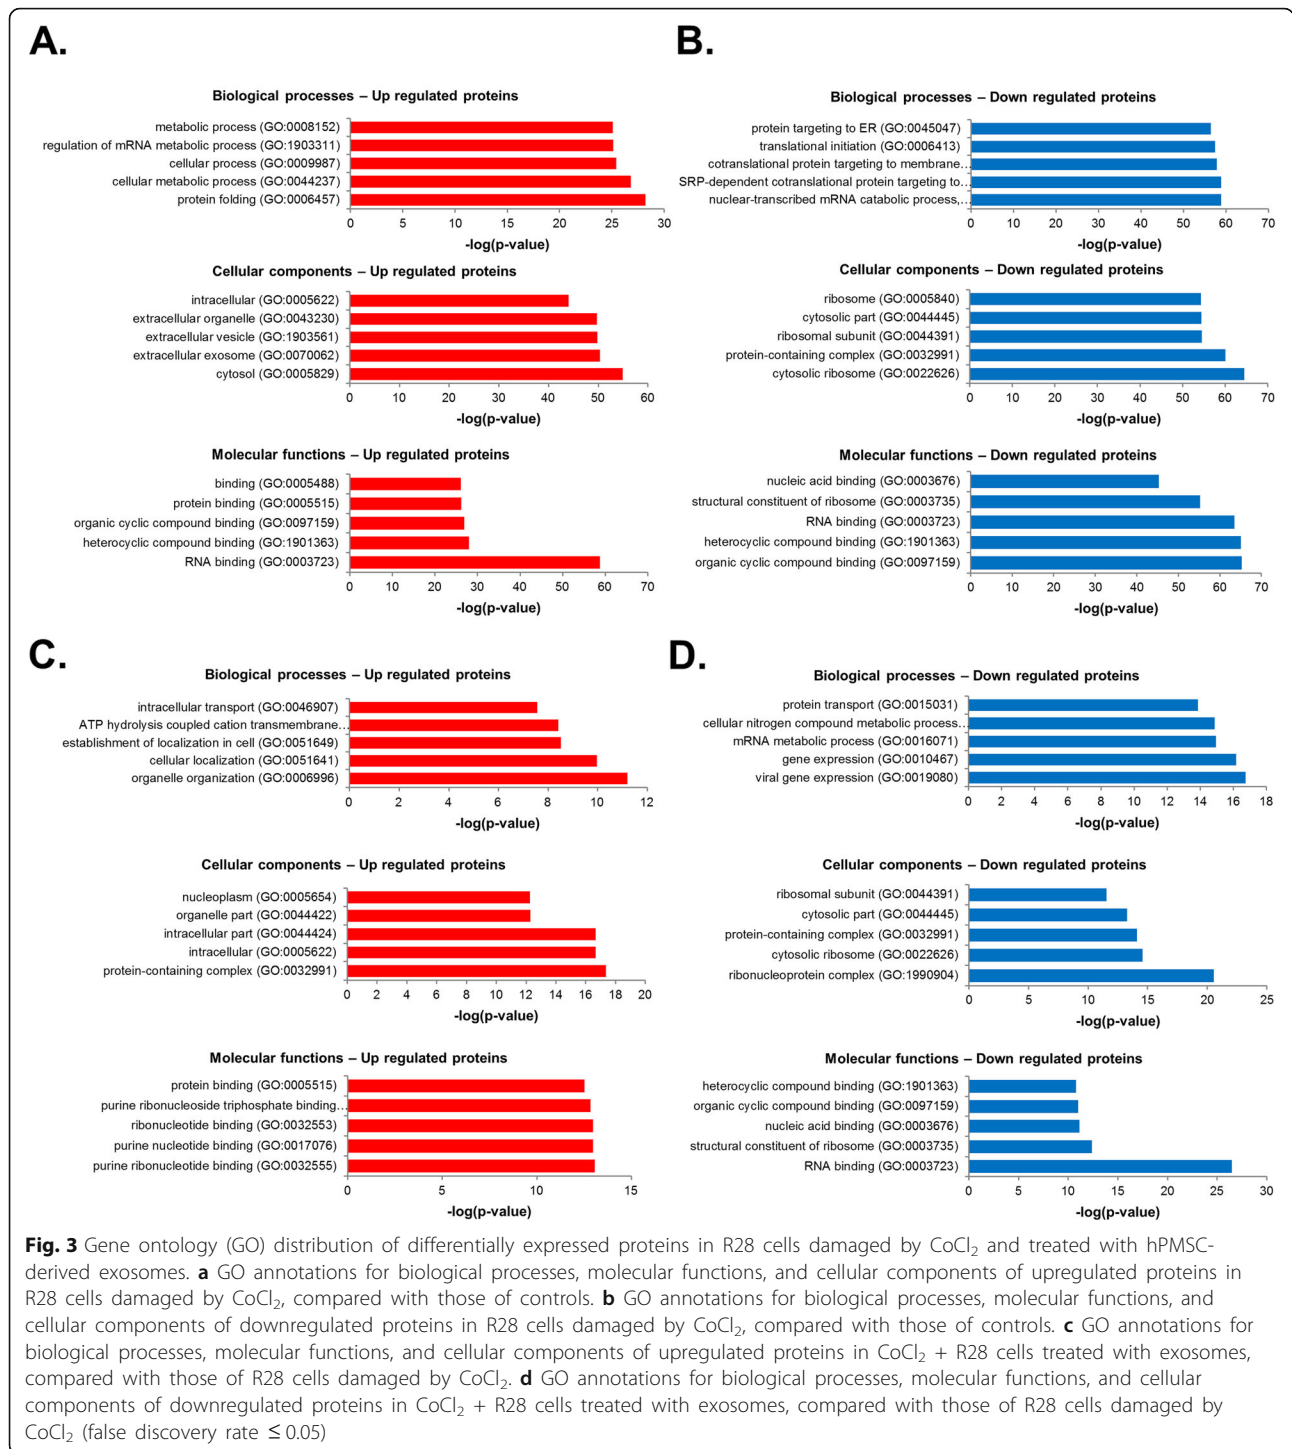 A.
Biological processes – Up regulated proteins
metabolic process (GO:0008152)
regulation of mRNA metabolic process (GO:1903311)
cellular process (GO:0009987)
cellular metabolic process (GO:0044237)
protein folding (GO:0006457)
0 5 10 15 20 25 30
-log(p-value)
Cellular components – Up regulated proteins
intracellular (GO:0005622)
extracellular organelle (GO:0043230)
extracellular vesicle (GO:1903561)
extracellular exosome (GO:0070062)
cytosol (GO:0005829)
0 10 20 30 40 50 60
-log(p-value)
Molecular functions – Up regulated proteins
binding (GO:0005488)
protein binding (GO:0005515)
organic cyclic compound binding (GO:0097159)
heterocyclic compound binding (GO:1901363)
RNA binding (GO:0003723)
0 10 20 30 40 50 60 70
-log(p-value)
B.
Biological processes – Down regulated proteins
protein targeting to ER (GO:0045047)
translational initiation (GO:0006413)
cotranslational protein targeting to membrane…
SRP-dependent cotranslational protein targeting to…
nuclear-transcribed mRNA catabolic process,…
0 10 20 30 40 50 60 70
-log(p-value)
Cellular components – Down regulated proteins
ribosome (GO:0005840)
cytosolic part (GO:0044445)
ribosomal subunit (GO:0044391)
protein-containing complex (GO:0032991)
cytosolic ribosome (GO:0022626)
0 10 20 30 40 50 60 70
-log(p-value)
Molecular functions – Down regulated proteins
nucleic acid binding (GO:0003676)
structural constituent of ribosome (GO:0003735)
RNA binding (GO:0003723)
heterocyclic compound binding (GO:1901363)
organic cyclic compound binding (GO:0097159)
0 10 20 30 40 50 60 70
-log(p-value)
C.
Biological processes – Up regulated proteins
intracellular transport (GO:0046907)
ATP hydrolysis coupled cation transmembrane…
establishment of localization in cell (GO:0051649)
cellular localization (GO:0051641)
organelle organization (GO:0006996)
0 2 4 6 8 10 12
-log(p-value)
Cellular components – Up regulated proteins
nucleoplasm (GO:0005654)
organelle part (GO:0044422)
intracellular part (GO:0044424)
intracellular (GO:0005622)
protein-containing complex (GO:0032991)
0 2 4 6 8 10 12 14 16 18 20
-log(p-value)
Molecular functions – Up regulated proteins
protein binding (GO:0005515)
purine ribonucleoside triphosphate binding…
ribonucleotide binding (GO:0032553)
purine nucleotide binding (GO:0017076)
purine ribonucleotide binding (GO:0032555)
0 5 10 15
-log(p-value)
D.
Biological processes – Down regulated proteins
protein transport (GO:0015031)
cellular nitrogen compound metabolic process…
mRNA metabolic process (GO:0016071)
gene expression (GO:0010467)
viral gene expression (GO:0019080)
0 2 4 6 8 10 12 14 16 18
-log(p-value)
Cellular components – Down regulated proteins
ribosomal subunit (GO:0044391)
cytosolic part (GO:0044445)
protein-containing complex (GO:0032991)
cytosolic ribosome (GO:0022626)
ribonucleoprotein complex (GO:1990904)
0 5 10 15 20 25
-log(p-value)
Molecular functions – Down regulated proteins
heterocyclic compound binding (GO:1901363)
organic cyclic compound binding (GO:0097159)
nucleic acid binding (GO:0003676)
structural constituent of ribosome (GO:0003735)
RNA binding (GO:0003723)
0 5 10 15 20 25 30
-log(p-value)
Fig. 3 Gene ontology (GO) distribution of differentially expressed proteins in R28 cells damaged by CoCl₂ and treated with hPMSC-
derived exosomes. a GO annotations for biological processes, molecular functions, and cellular components of upregulated proteins in
R28 cells damaged by CoCl₂, compared with those of controls. b GO annotations for biological processes, molecular functions, and
cellular components of downregulated proteins in R28 cells damaged by CoCl₂, compared with those of controls. c GO annotations for
biological processes, molecular functions, and cellular components of upregulated proteins in CoCl₂ + R28 cells treated with exosomes,
compared with those of R28 cells damaged by CoCl₂. d GO annotations for biological processes, molecular functions, and cellular
components of downregulated proteins in CoCl₂ + R28 cells treated with exosomes, compared with those of R28 cells damaged by
CoCl₂ (false discovery rate ≤ 0.05)